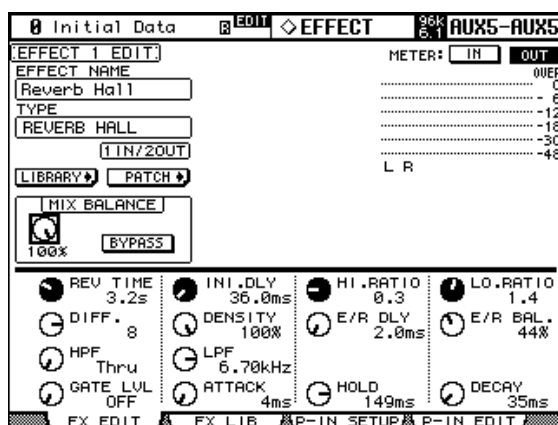 0 Initial Data R EDIT ◇EFFECT 96k 6.1 AUX5-AUX5
EFFECT 1 EDIT
METER: IN OUT
EFFECT NAME
Reverb Hall
TYPE
REVERB HALL
1IN/2OUT
LIBRARY PATCH
OVER
0
-6
-12
-18
-30
-48
L R
MIX BALANCE
100% BYPASS
REV TIME 3.2s INI.DLY 36.0ms HI.RATIO 0.3 LO.RATIO 1.4
DIFF. 8 DENSITY 100% E/R DLY 2.0ms E/R BAL. 44%
HPF Thru LPF 6.70kHz
GATE LVL OFF ATTACK 4ms HOLD 149ms DECAY 35ms
FX EDIT FX LIB P-IN SETUP P-IN EDIT